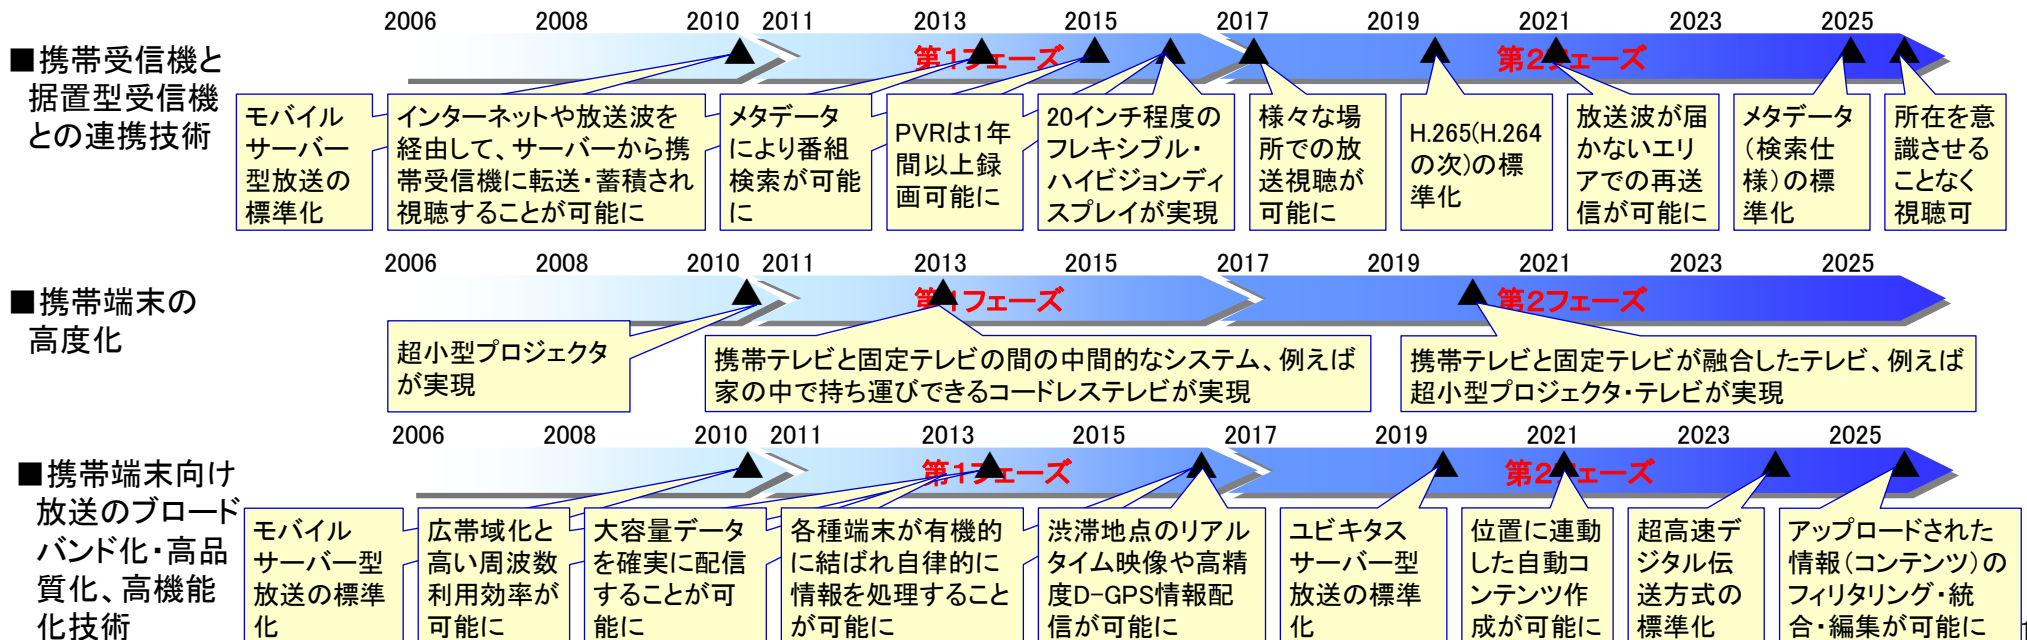 2006 2008 2010 2011 2013 2015 2017 2019 2021 2023 2025
■携帯受信機と
据置型受信機
との連携技術
第1フェーズ
第2フェーズ
モバイル
サーバー
型放送の
標準化
インターネットや放送波を
経由して、サーバーから携
帯受信機に転送・蓄積され
視聴することが可能に
メタデータ
により番組
検索が可能
に
PVRは1年
間以上録
画可能に
20インチ程度の
フレキシブル・
ハイビジョンディ
スプレイが実現
様々な場
所での放
送視聴が
可能に
H.265(H.264
の次)の標
準化
放送波が届
かないエリ
アでの再送
信が可能に
メタデータ
(検索仕
様)の標
準化
所在を意
識させる
ことなく
視聴可
2006 2008 2010 2011 2013 2015 2017 2019 2021 2023 2025
■携帯端末の
高度化
第1フェーズ
第2フェーズ
超小型プロジェクタ
が実現
携帯テレビと固定テレビの間の中間的なシステム、例えば
家の中で持ち運びできるコードレステレビが実現
携帯テレビと固定テレビが融合したテレビ、例えば
超小型プロジェクタ・テレビが実現
2006 2008 2010 2011 2013 2015 2017 2019 2021 2023 2025
■携帯端末向け
放送のブロード
バンド化・高品
質化、高機能
化技術
第1フェーズ
第2フェーズ
モバイル
サーバー型
放送の標準
化
広帯域化と
高い周波数
利用効率が
可能に
大容量データ
を確実に配信
することが可
能に
各種端末が有機的
に結ばれ自律的に
情報を処理すること
が可能に
渋滞地点のリアル
タイム映像や高精
度D-GPS情報配
信が可能に
ユビキタス
サーバー型
放送の標準
化
位置に連動
した自動コ
ンテンツ作
成が可能に
超高速デ
ジタル伝
送方式の
標準化
アップロードされた
情報(コンテンツ)の
フィリタリング・統
合・編集が可能に